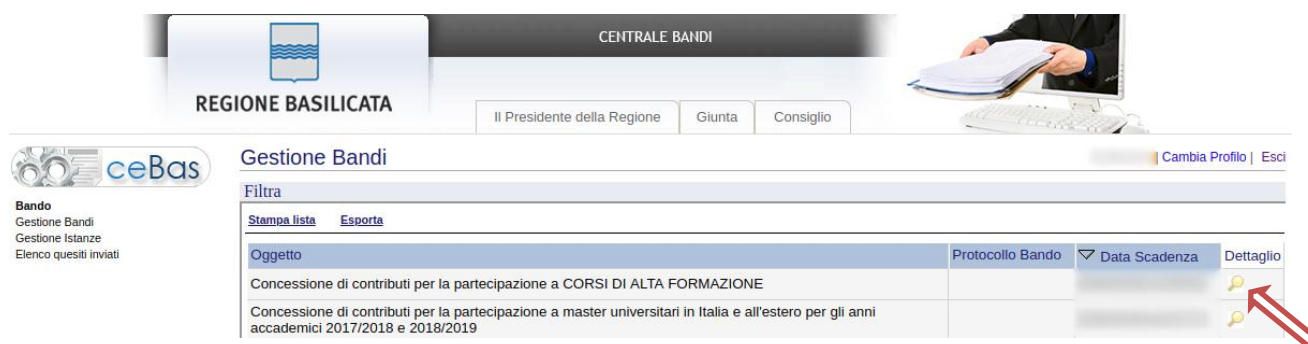 CENTRALE BANDI
REGIONE BASILICATA
Il Presidente della Regione Giunta Consiglio
ceBas
Gestione Bandi
| Cambia Profilo | Esci
Filtra
Bando
Gestione Bandi
Gestione Istanze
Elenco quesiti inviati
Stampa lista Esporta
Oggetto Protocollo Bando Data Scadenza Dettaglio
Concessione di contributi per la partecipazione a CORSI DI ALTA FORMAZIONE
Concessione di contributi per la partecipazione a master universitari in Italia e all'estero per gli anni
accademici 2017/2018 e 2018/2019